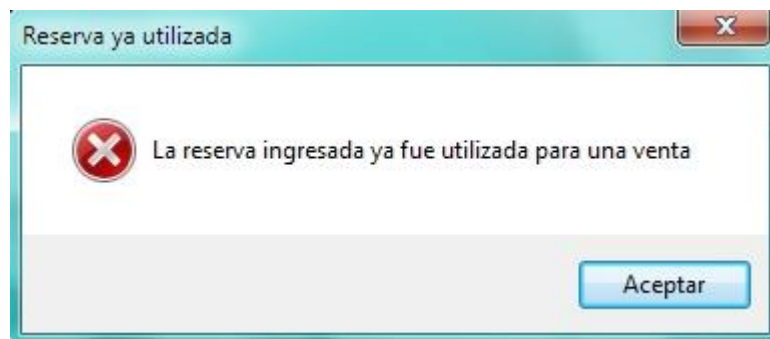 Reserva ya utilizada
La reserva ingresada ya fue utilizada para una venta
Aceptar